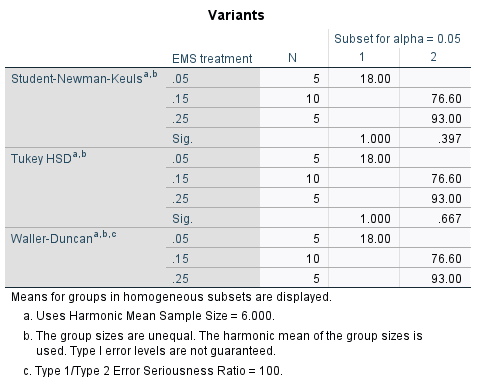 Variants
Subset for alpha = 0.05
EMS treatment N 1 2
Student-Newman-Keulsa,b .05 5 18.00
.15 10 76.60
.25 5 93.00
Sig. 1.000 .397
Tukey HSDa,b .05 5 18.00
.15 10 76.60
.25 5 93.00
Sig. 1.000 .667
Waller-Duncana,b,c .05 5 18.00
.15 10 76.60
.25 5 93.00
Means for groups in homogeneous subsets are displayed.
a. Uses Harmonic Mean Sample Size = 6.000.
b. The group sizes are unequal. The harmonic mean of the group sizes is
used. Type I error levels are not guaranteed.
c. Type 1/Type 2 Error Seriousness Ratio = 100.